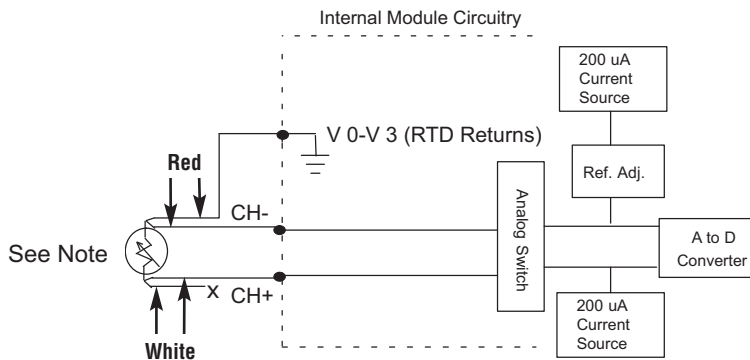 Internal Module Circuitry
200 uA
Current
Source
V 0-V 3 (RTD Returns)
Red
Ref. Adj.
CH-
Analog Switch
See Note
A to D
Converter
x
CH+
200 uA
Current
Source
White